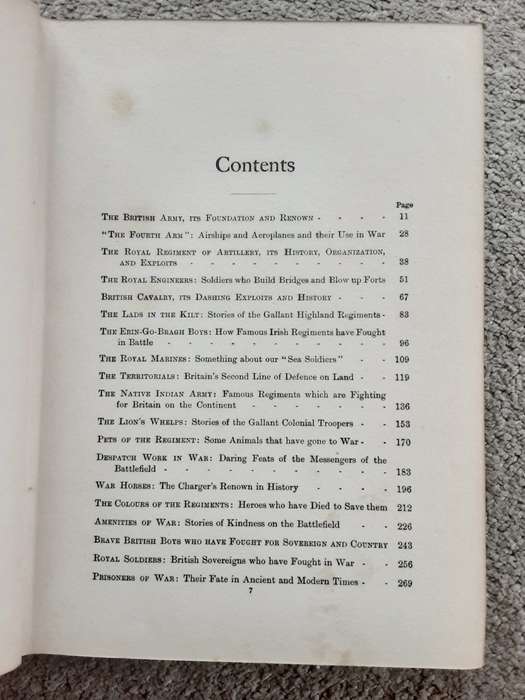 Contents
Page
The British Army, its Foundation and Renown - - - - 11
"The Fourth Arm": Airships and Aeroplanes and their Use in War 28
The Royal Regiment of Artillery, its History, Organization,
and Exploits - - - - - - - - - 38
The Royal Engineers: Soldiers who Build Bridges and Blow up Forts 51
British Cavalry, its Dashing Exploits and History - - - 67
The Lads in the Kilt: Stories of the Gallant Highland Regiments - 83
The Erin-Go-Bragh Boys: How Famous Irish Regiments have Fought
in Battle - - - - - - - - - - 96
The Royal Marines: Something about our "Sea Soldiers" - - 109
The Territorials: Britain's Second Line of Defence on Land - - 119
The Native Indian Army: Famous Regiments which are Fighting
for Britain on the Continent - - - - - - 136
The Lion's Whelps: Stories of the Gallant Colonial Troopers - - 153
Pets of the Regiment: Some Animals that have gone to War - - 170
Despatch Work in War: Daring Feats of the Messengers of the
Battlefield - - - - - - - - - - 183
War Horses: The Charger's Renown in History - - - - 196
The Colours of the Regiments: Heroes who have Died to Save them 212
Amenities of War: Stories of Kindness on the Battlefield - - 226
Brave British Boys who have Fought for Sovereign and Country 243
Royal Soldiers: British Sovereigns who have Fought in War - - 256
Prisoners of War: Their Fate in Ancient and Modern Times - - 269
7